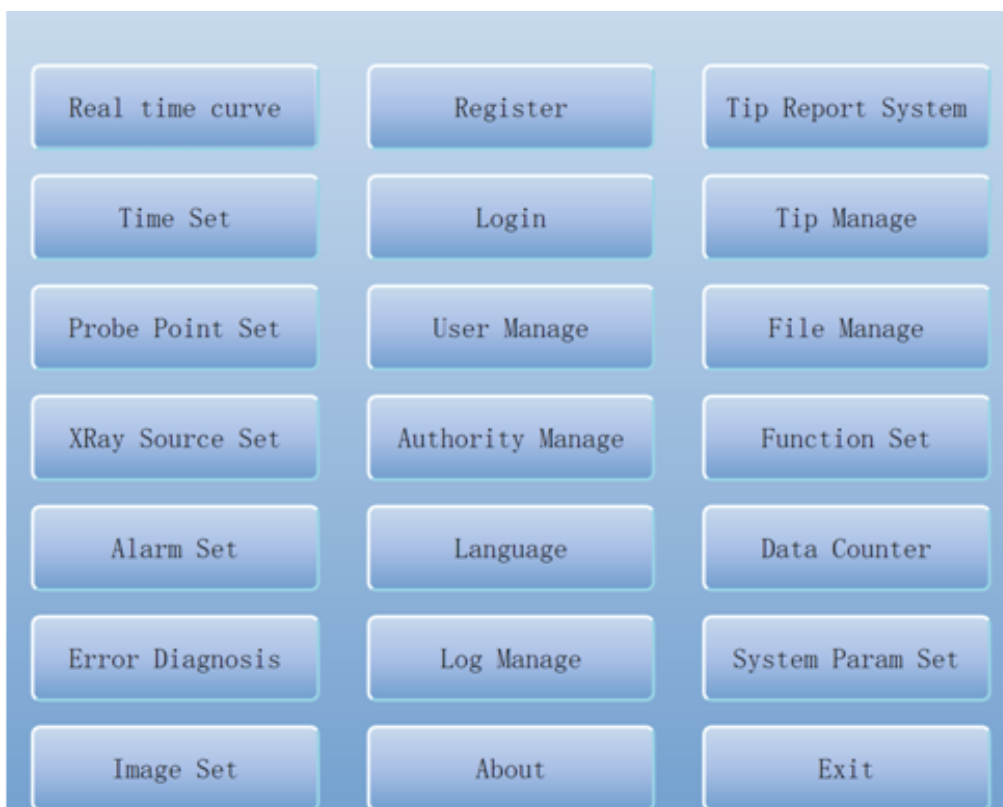 Real time curve
Register
Tip Report System
Time Set
Login
Tip Manage
Probe Point Set
User Manage
File Manage
XRay Source Set
Authority Manage
Function Set
Alarm Set
Language
Data Counter
Error Diagnosis
Log Manage
System Param Set
Image Set
About
Exit